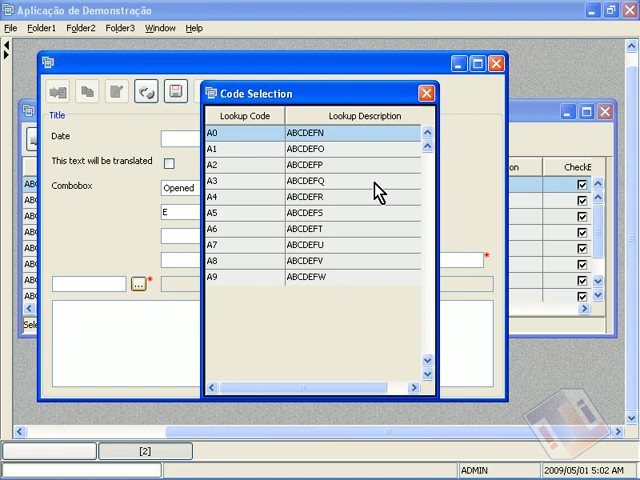 Aplicação de Demonstração
File Folder1 Folder2 Folder3 Window Help
Code Selection
Lookup Code Lookup Description
A0 ABCDEFN
A1 ABCDEFO
A2 ABCDEFP
A3 ABCDEFQ
A4 ABCDEFR
A5 ABCDEFS
A6 ABCDEFT
A7 ABCDEFU
A8 ABCDEFV
A9 ABCDEFW
Title
Date
This text will be translated
Combobox Opened
E
...
*
*
CheckB
[2]
ADMIN 2009/05/01 5:02 AM